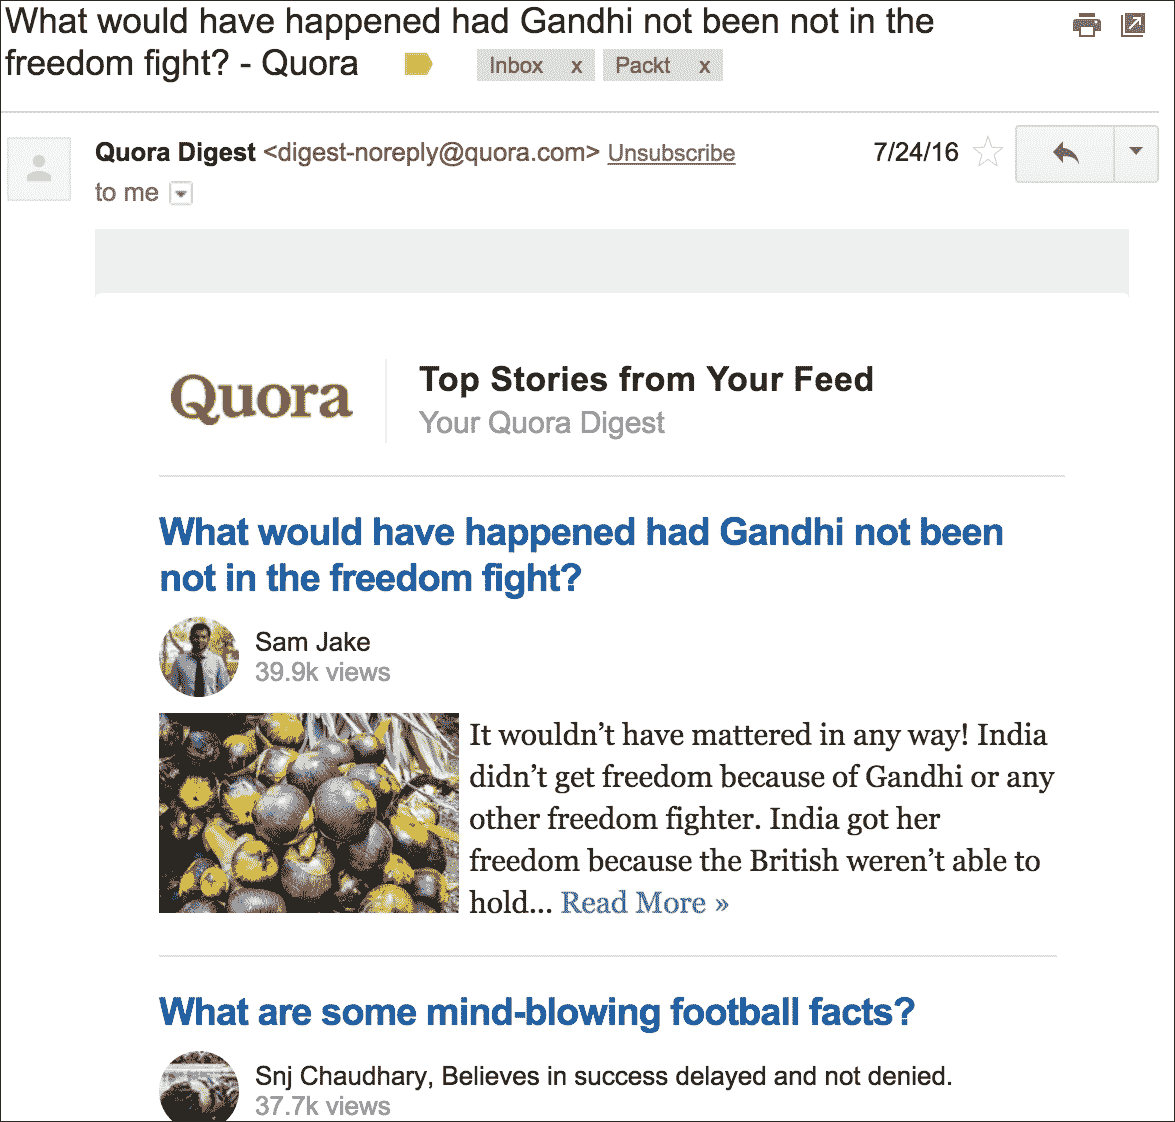 What would have happened had Gandhi not been not in the
freedom fight? - Quora
Inbox x Packt x
Quora Digest <digest-noreply@quora.com> Unsubscribe 7/24/16
to me
Quora
Top Stories from Your Feed
Your Quora Digest
What would have happened had Gandhi not been
not in the freedom fight?
Sam Jake
39.9k views
It wouldn’t have mattered in any way! India
didn’t get freedom because of Gandhi or any
other freedom fighter. India got her
freedom because the British weren’t able to
hold... Read More »
What are some mind-blowing football facts?
Snj Chaudhary, Believes in success delayed and not denied.
37.7k views